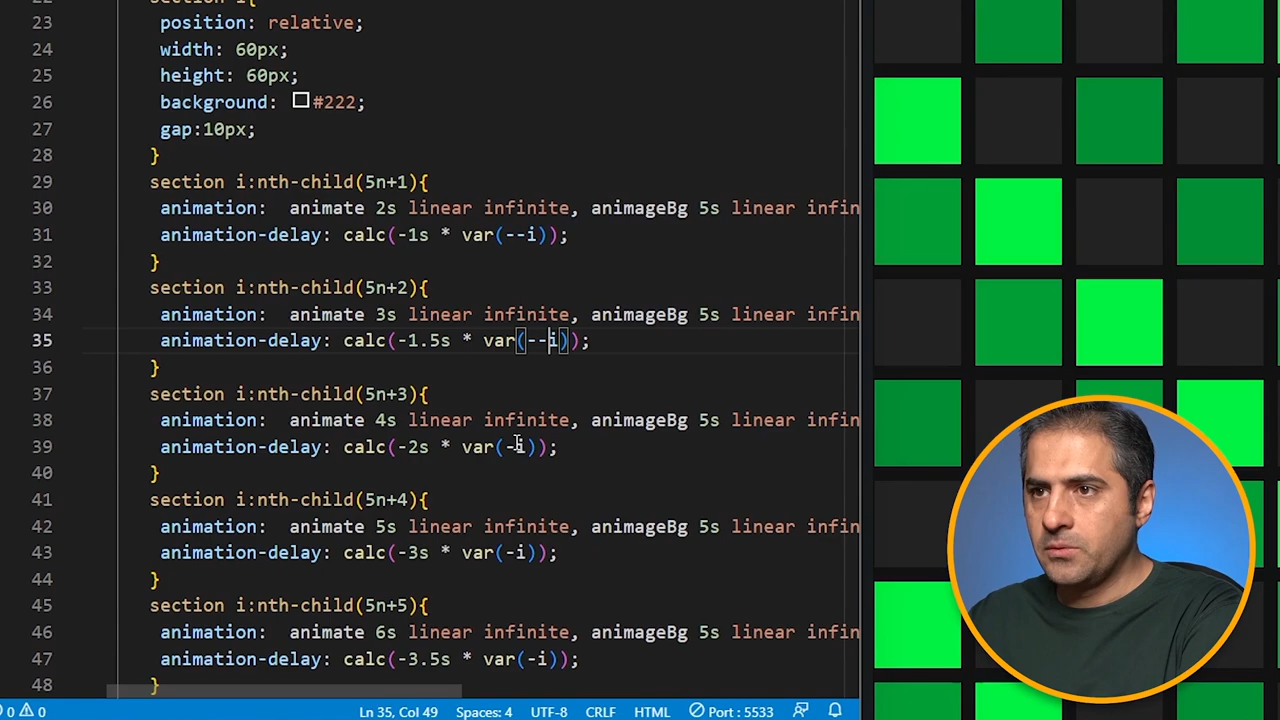 22 section i{
23 position: relative;
24 width: 60px;
25 height: 60px;
26 background: #222;
27 gap:10px;
28 }
29 section i:nth-child(5n+1){
30 animation:  animate 2s linear infinite, animageBg 5s linear infin
31 animation-delay: calc(-1s * var(--i));
32 }
33 section i:nth-child(5n+2){
34 animation:  animate 3s linear infinite, animageBg 5s linear infin
35 animation-delay: calc(-1.5s * var(--i));
36 }
37 section i:nth-child(5n+3){
38 animation:  animate 4s linear infinite, animageBg 5s linear infin
39 animation-delay: calc(-2s * var(-i));
40 }
41 section i:nth-child(5n+4){
42 animation:  animate 5s linear infinite, animageBg 5s linear infin
43 animation-delay: calc(-3s * var(-i));
44 }
45 section i:nth-child(5n+5){
46 animation:  animate 6s linear infinite, animageBg 5s linear infin
47 animation-delay: calc(-3.5s * var(-i));
48 }
0 0 Ln 35, Col 49 Spaces: 4 UTF-8 CRLF HTML Port : 5533